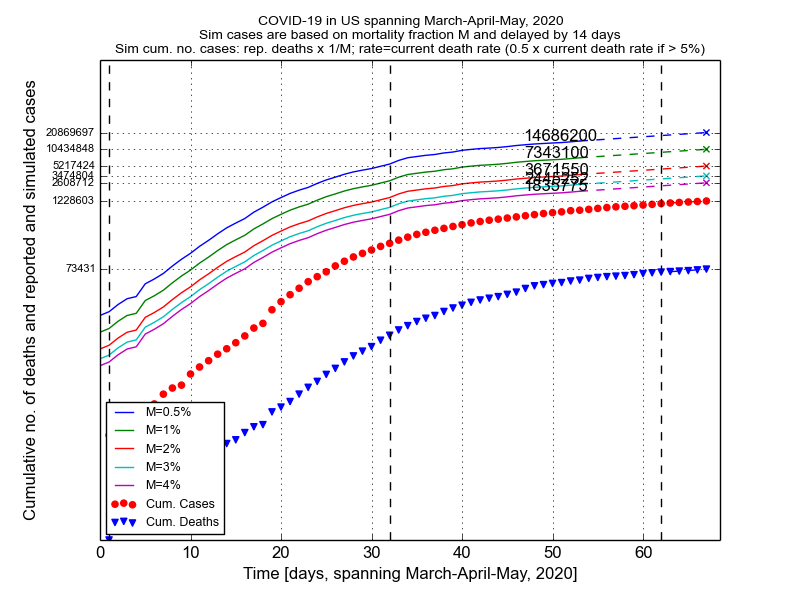 COVID-19 in US spanning March-April-May, 2020
Sim cases are based on mortality fraction M and delayed by 14 days
Sim cum. no. cases: rep. deaths x 1/M; rate=current death rate (0.5 x current death rate if > 5%)
Cumulative no. of deaths and reported and simulated cases
20869697
10434848
5217424
3474804
2608712
1228603
73431
14686200
7343100
3671550
1835775
M=0.5%
M=1%
M=2%
M=3%
M=4%
Cum. Cases
Cum. Deaths
0 10 20 30 40 50 60
Time [days, spanning March-April-May, 2020]